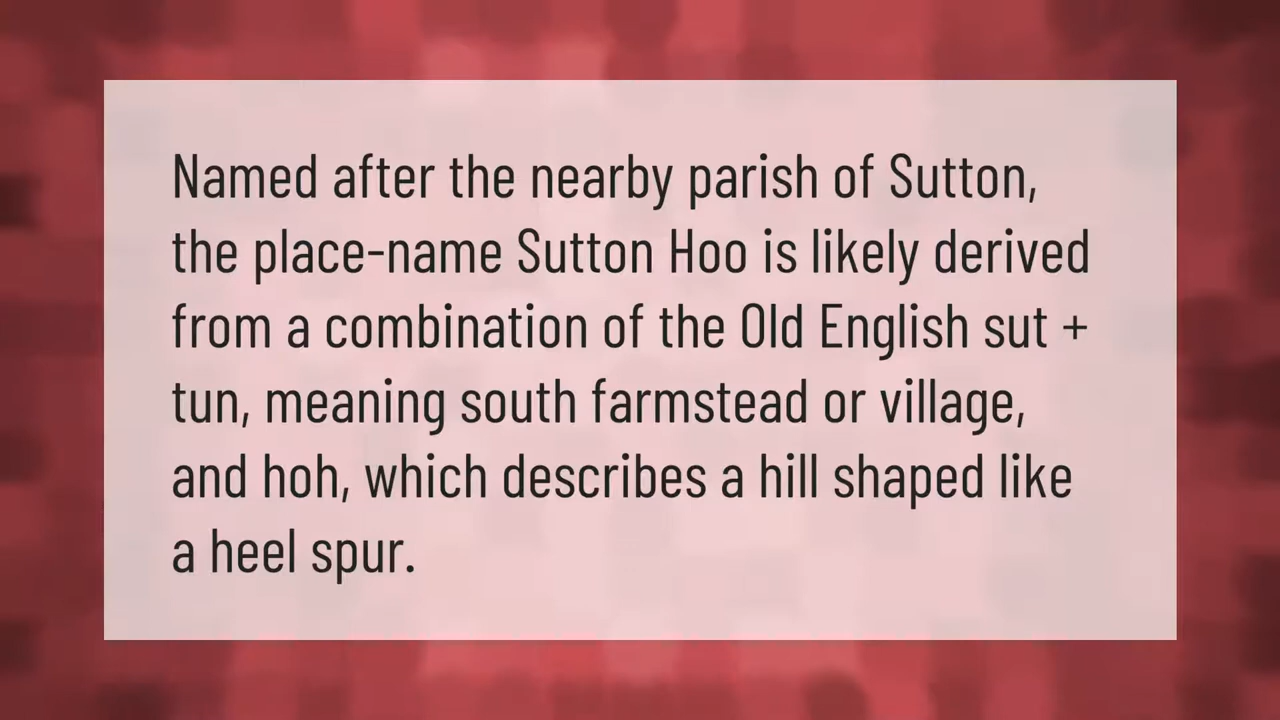 Named after the nearby parish of Sutton,
the place-name Sutton Hoo is likely derived
from a combination of the Old English sut +
tun, meaning south farmstead or village,
and hoh, which describes a hill shaped like
a heel spur.